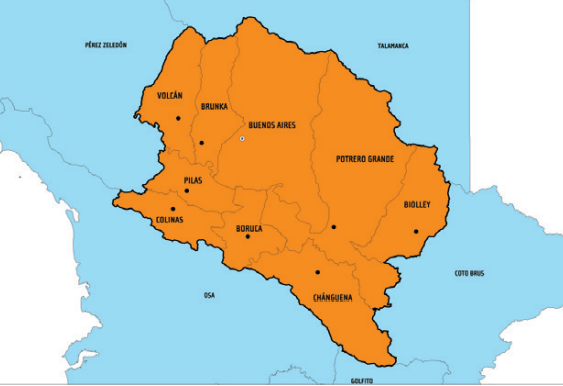 PÉREZ ZELEDÓN
TALAMANCA
VOLCÁN
BRUNKA
BUENOS AIRES
POTRERO GRANDE
PILAS
BIOLLEY
COLINAS
BORUCA
COTO BRUS
OSA
CHÁNGUENA
GOLFITO